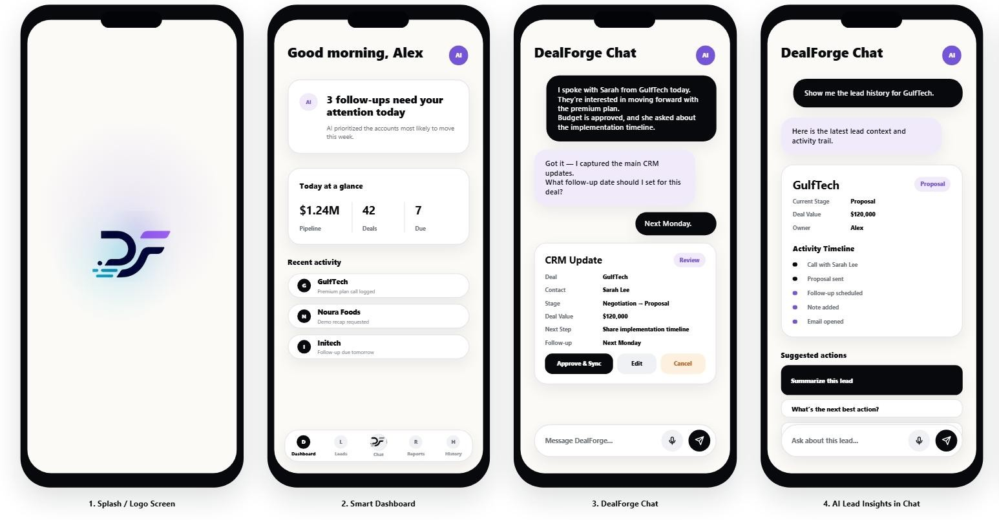 DF
1. Splash / Logo Screen
Good morning, Alex
AI
AI
3 follow-ups need your
attention today
AI prioritized the accounts most likely to move
this week.
Today at a glance
$1.24M
Pipeline
42
Deals
7
Due
Recent activity
G
GulfTech
Premium plan call logged
N
Noura Foods
Demo recap requested
I
Initech
Follow-up due tomorrow
D
Dashboard
L
Leads
DF
Chat
R
Reports
H
History
2. Smart Dashboard
DealForge Chat
AI
I spoke with Sarah from GulfTech today.
They're interested in moving forward with
the premium plan.
Budget is approved, and she asked about
the implementation timeline.
Got it — I captured the main CRM
updates.
What follow-up date should I set for this
deal?
Next Monday.
CRM Update
Review
Deal GulfTech
Contact Sarah Lee
Stage Negotiation → Proposal
Deal Value $120,000
Next Step Share implementation timeline
Follow-up Next Monday
Approve & Sync
Edit
Cancel
Message DealForge...
3. DealForge Chat
DealForge Chat
AI
Show me the lead history for GulfTech.
Here is the latest lead context and
activity trail.
GulfTech
Proposal
Current Stage Proposal
Deal Value $120,000
Owner Alex
Activity Timeline
Call with Sarah Lee
Proposal sent
Follow-up scheduled
Note added
Email opened
Suggested actions
Summarize this lead
What's the next best action?
Ask about this lead...
4. AI Lead Insights in Chat